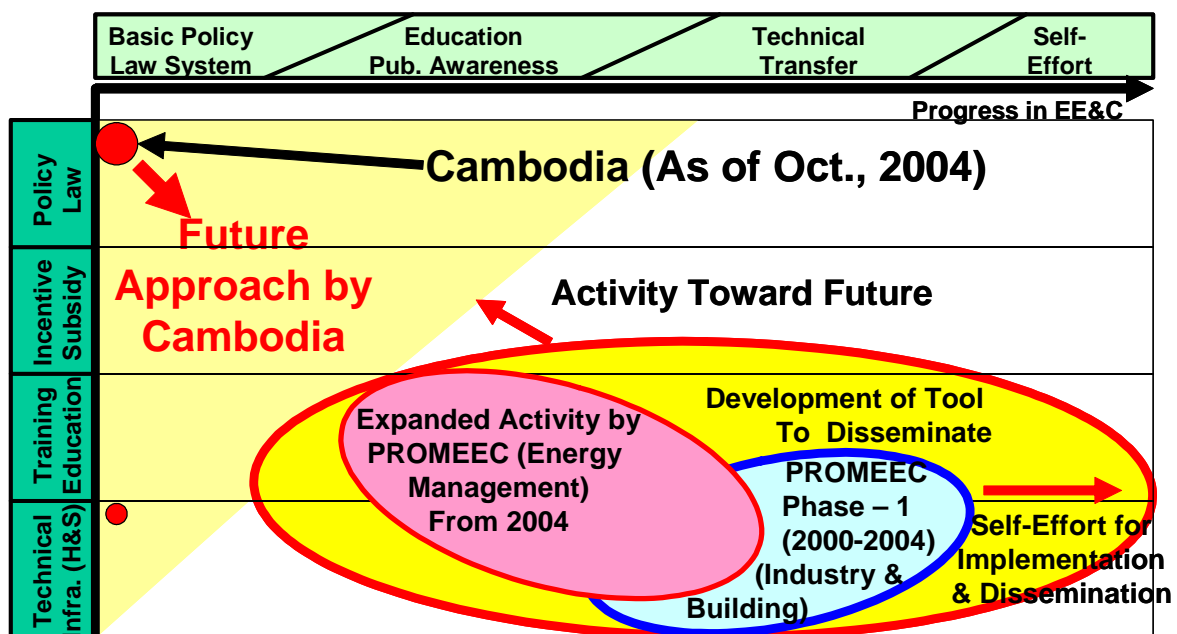 Basic Policy
Law System
Education
Pub. Awareness
Technical
Transfer
Self-
Effort
Progress in EE&C
Policy
Law
Cambodia (As of Oct., 2004)
Future
Approach by
Cambodia
Incentive
Subsidy
Activity Toward Future
Training
Education
Development of Tool
To Disseminate
Expanded Activity by
PROMEEC (Energy
Management)
From 2004
PROMEEC
Phase – 1
(2000-2004)
(Industry &
Building)
Technical
Infra. (H&S)
Self-Effort for
Implementation
& Dissemination